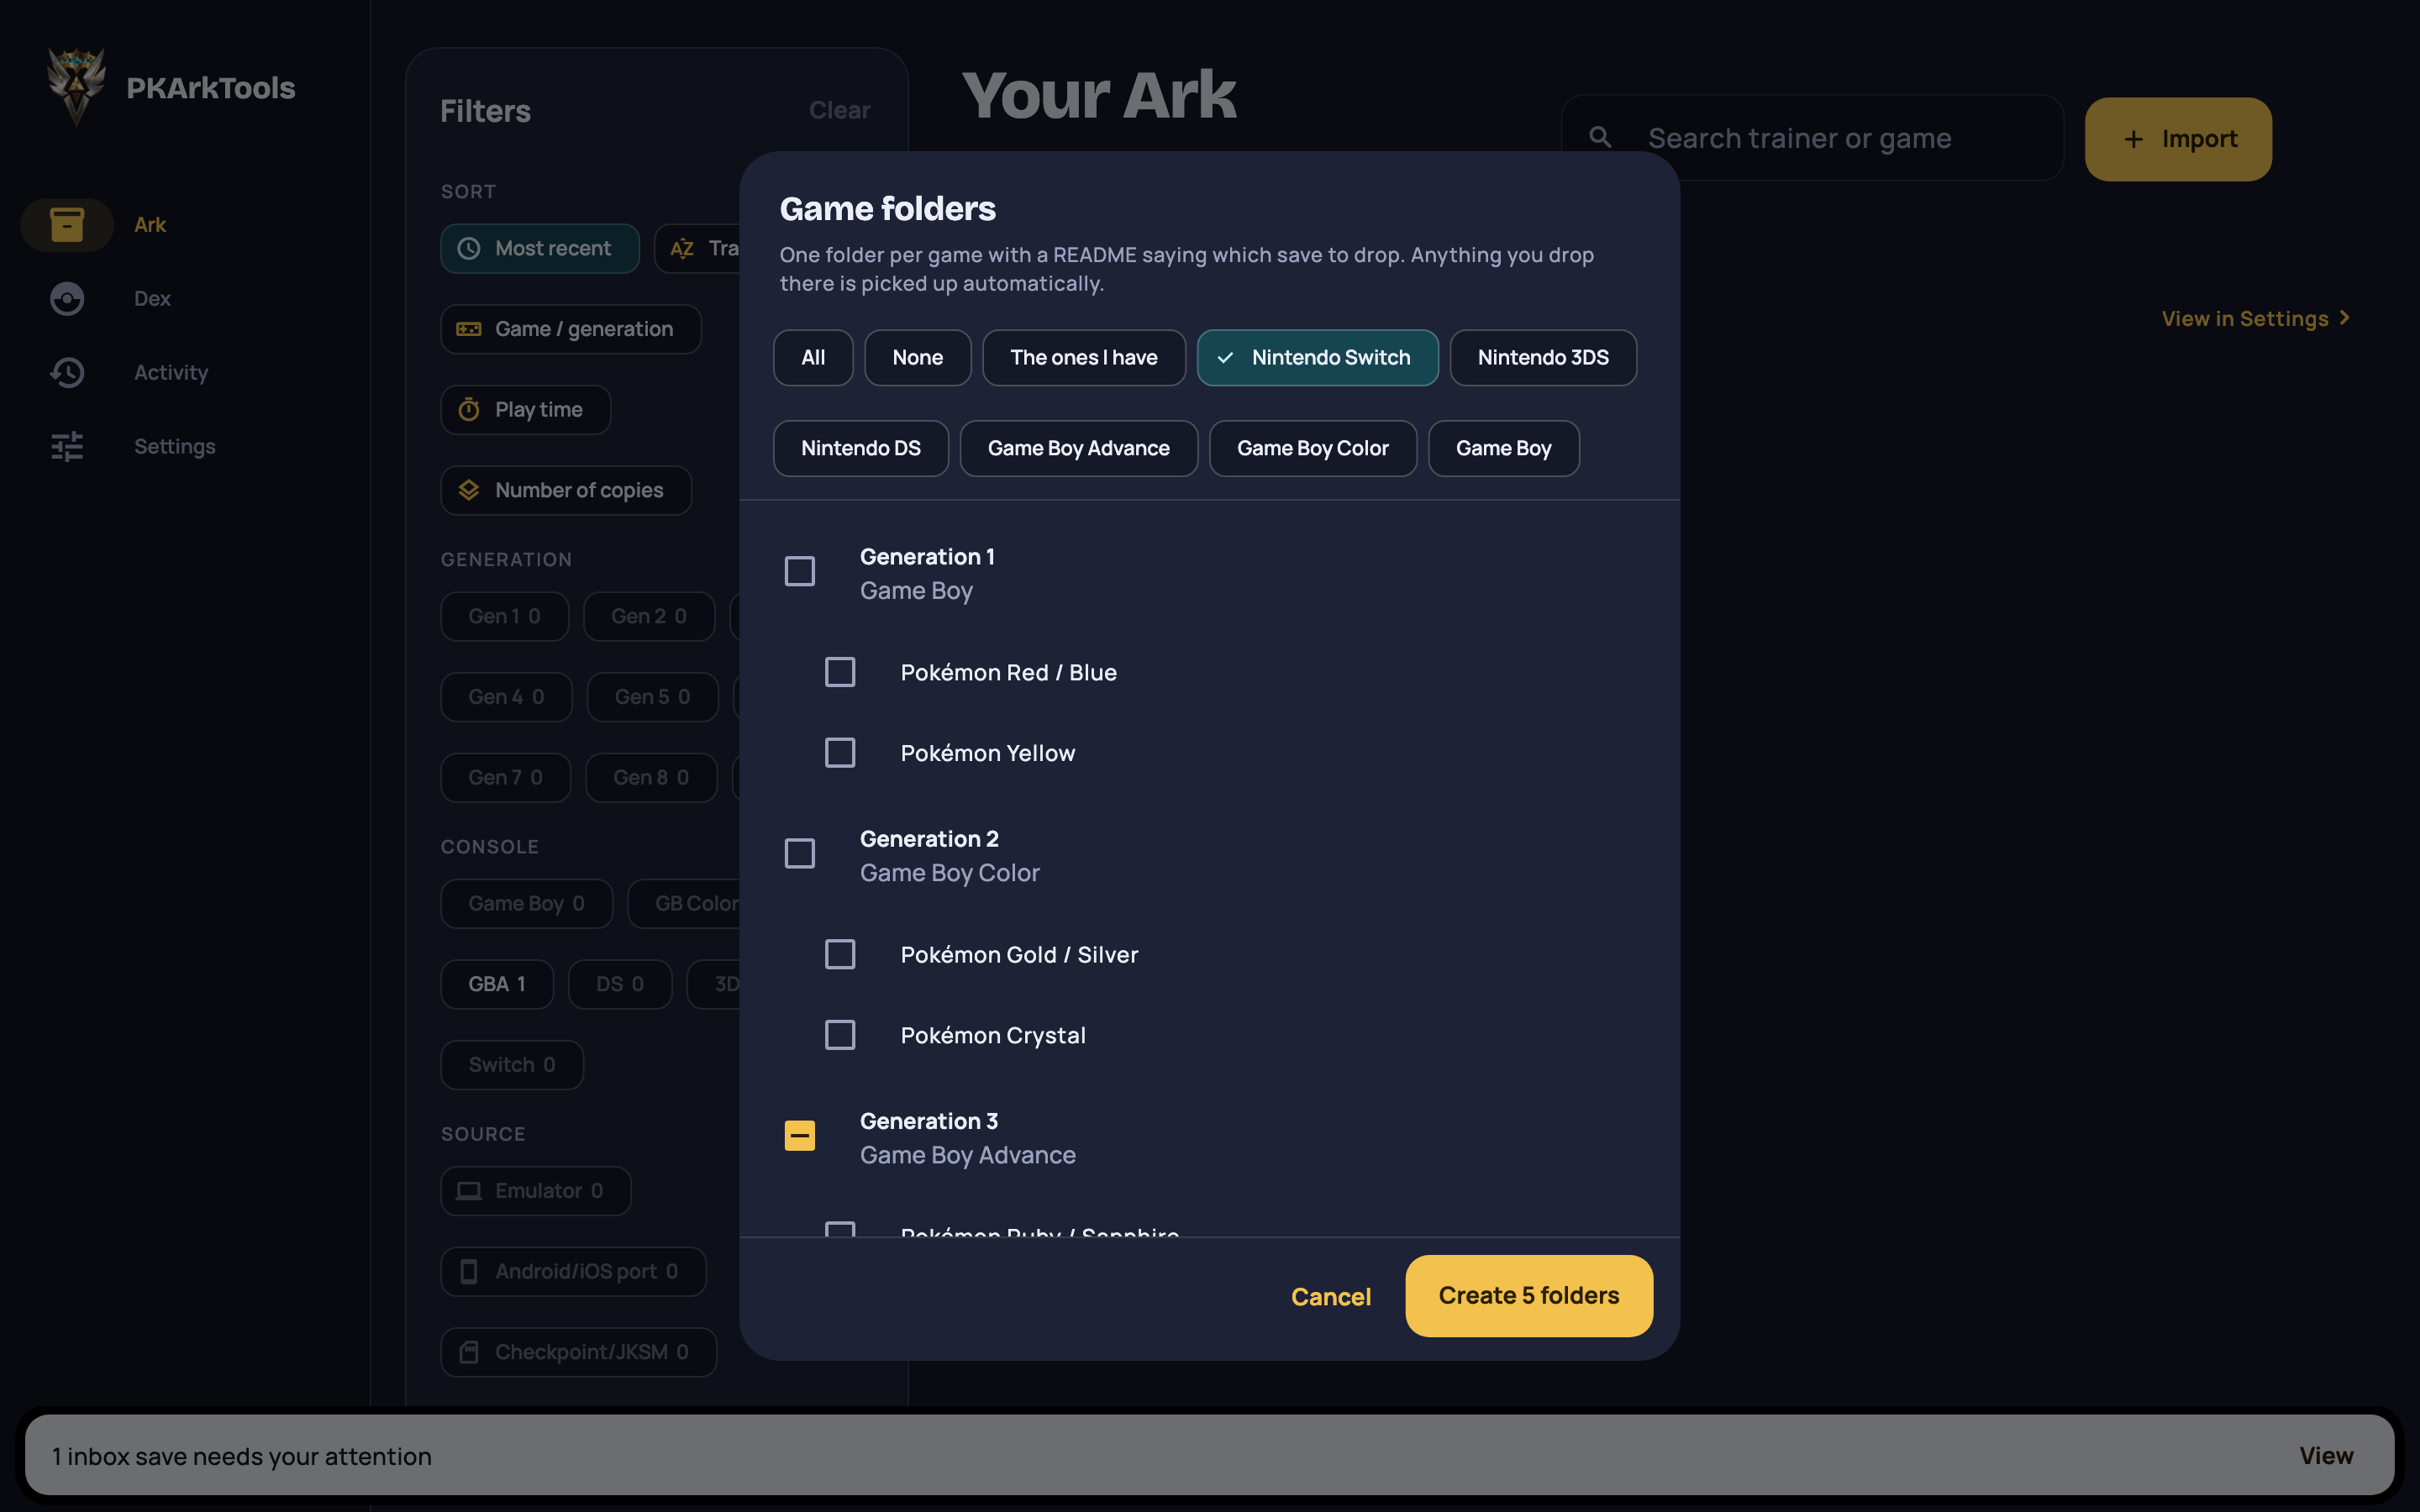 PKArkTools
Ark
Dex
Activity
Settings
Filters
Clear
SORT
Most recent
Tra
Game / generation
Play time
Number of copies
GENERATION
Gen 1 0
Gen 2 0
Gen 4 0
Gen 5 0
Gen 7 0
Gen 8 0
CONSOLE
Game Boy 0
GB Color
GBA 1
DS 0
3D
Switch 0
SOURCE
Emulator 0
Android/iOS port 0
Checkpoint/JKSM 0
Your Ark
Search trainer or game
+ Import
View in Settings >
Game folders
One folder per game with a README saying which save to drop. Anything you drop
there is picked up automatically.
All
None
The ones I have
Nintendo Switch
Nintendo 3DS
Nintendo DS
Game Boy Advance
Game Boy Color
Game Boy
Generation 1
Game Boy
Pokémon Red / Blue
Pokémon Yellow
Generation 2
Game Boy Color
Pokémon Gold / Silver
Pokémon Crystal
Generation 3
Game Boy Advance
Pokémon Ruby / Sapphire
Cancel
Create 5 folders
1 inbox save needs your attention
View